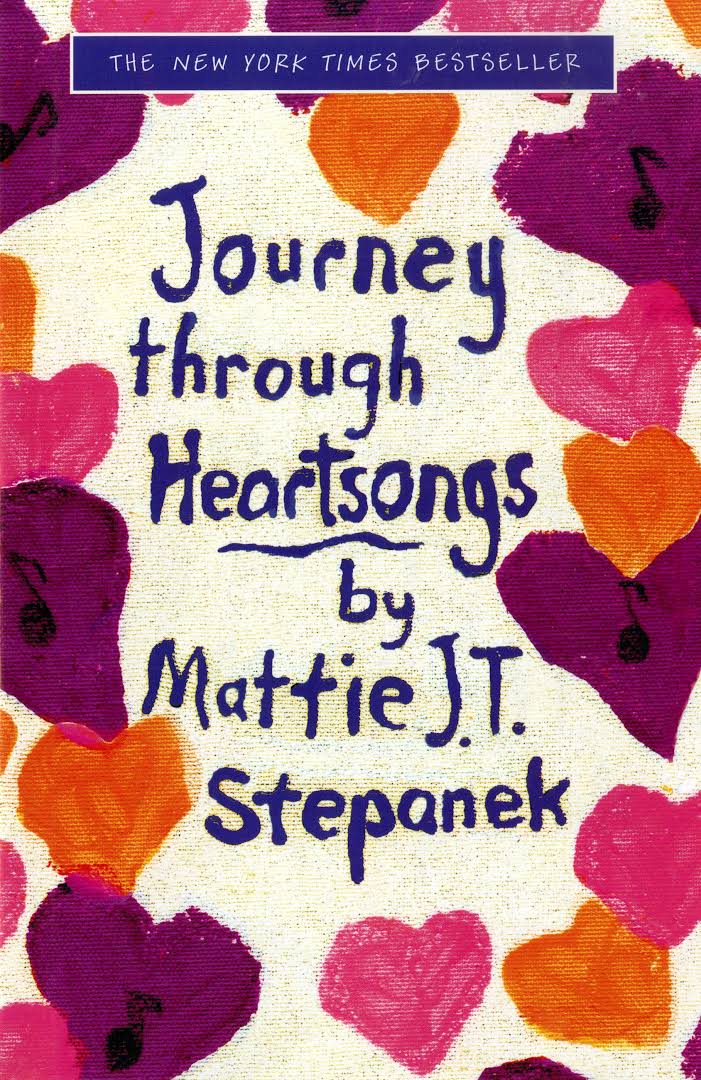 THE NEW YORK TIMES BESTSELLER
Journey
through
Heartsongs
by
Mattie J.T.
Stepanek